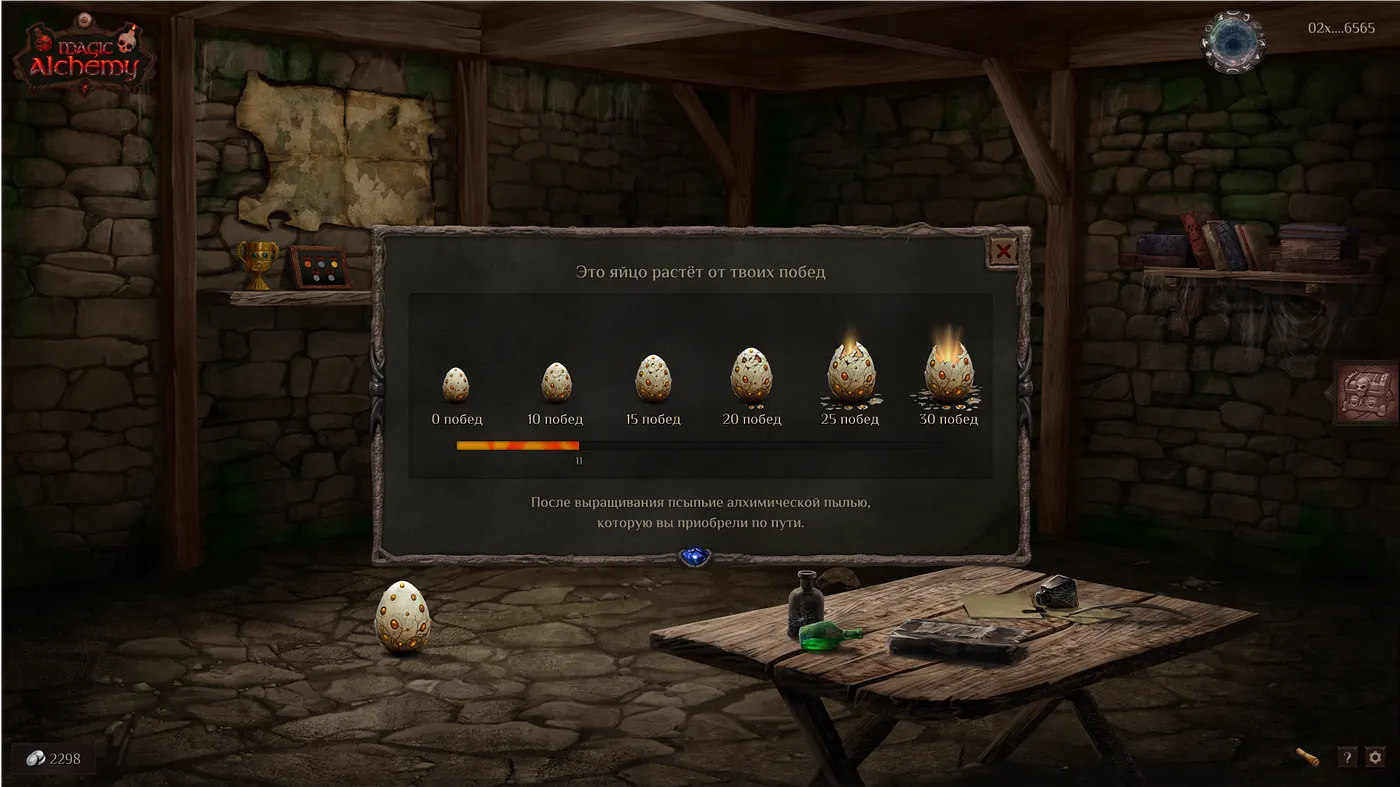 MAGIC
Alchemy
02x....6565
Это яйцо растёт от твоих побед
0 побед
10 побед
15 побед
20 побед
25 побед
30 побед
11
После выращивания псыпьие алхимической пылью,
которую вы приобрели по пути.
2298
?